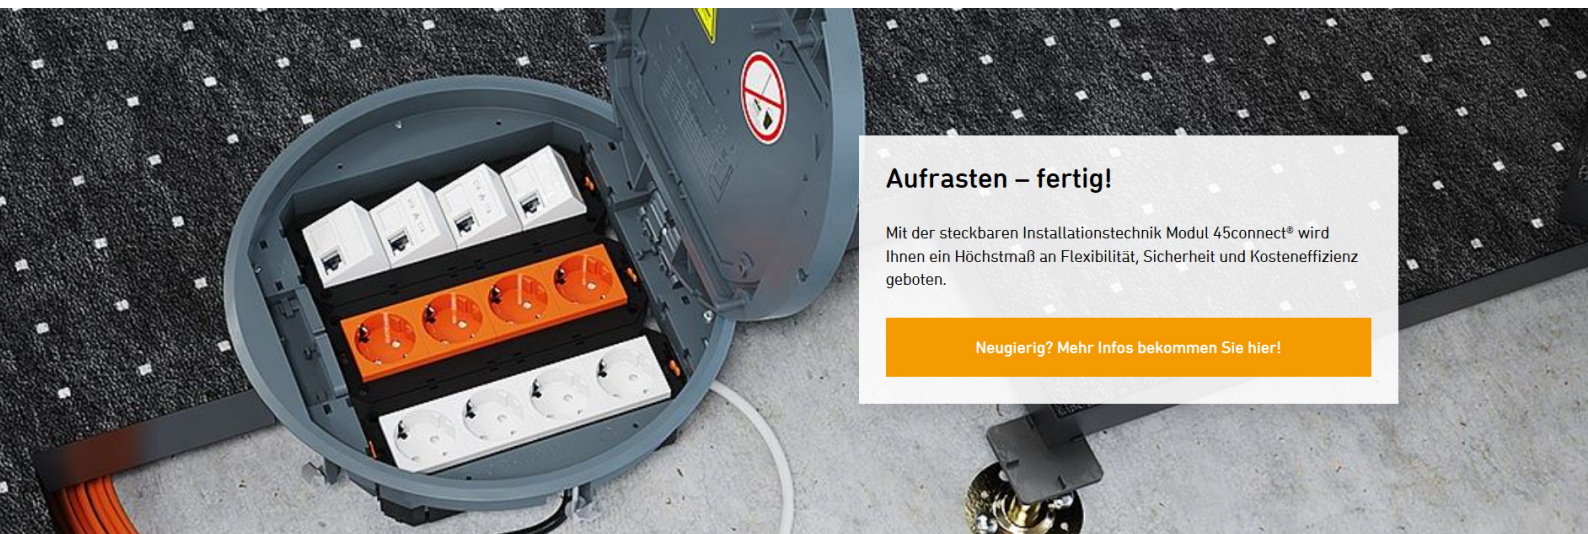 Aufrasten – fertig!
Mit der steckbaren Installationstechnik Modul 45connect® wird
Ihnen ein Höchstmaß an Flexibilität, Sicherheit und Kosteneffizienz
geboten.
Neugierig? Mehr Infos bekommen Sie hier!